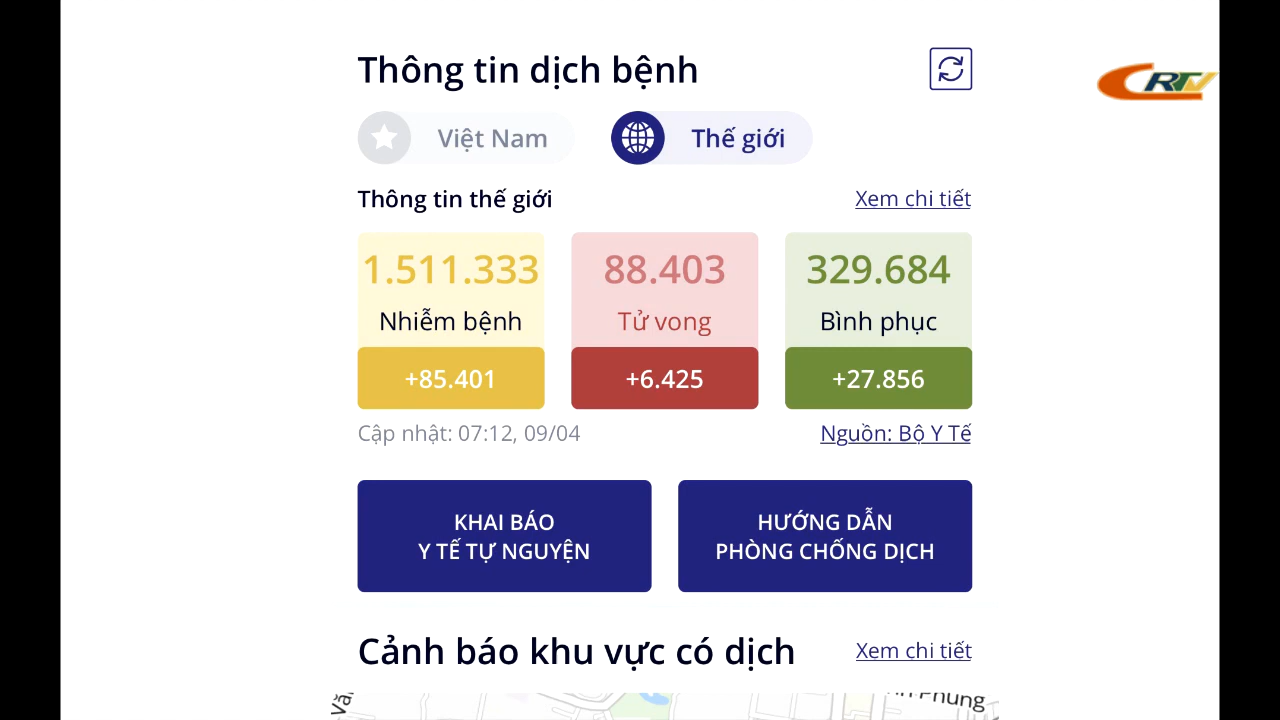 Thông tin dịch bệnh
CRTV
Việt Nam
Thế giới
Thông tin thế giới
Xem chi tiết
1.511.333
88.403
329.684
Nhiễm bệnh
Tử vong
Bình phục
+85.401
+6.425
+27.856
Cập nhật: 07:12, 09/04
Nguồn: Bộ Y Tế
KHAI BÁO
Y TẾ TỰ NGUYỆN
HƯỚNG DẪN
PHÒNG CHỐNG DỊCH
Cảnh báo khu vực có dịch
Xem chi tiết
Phùng